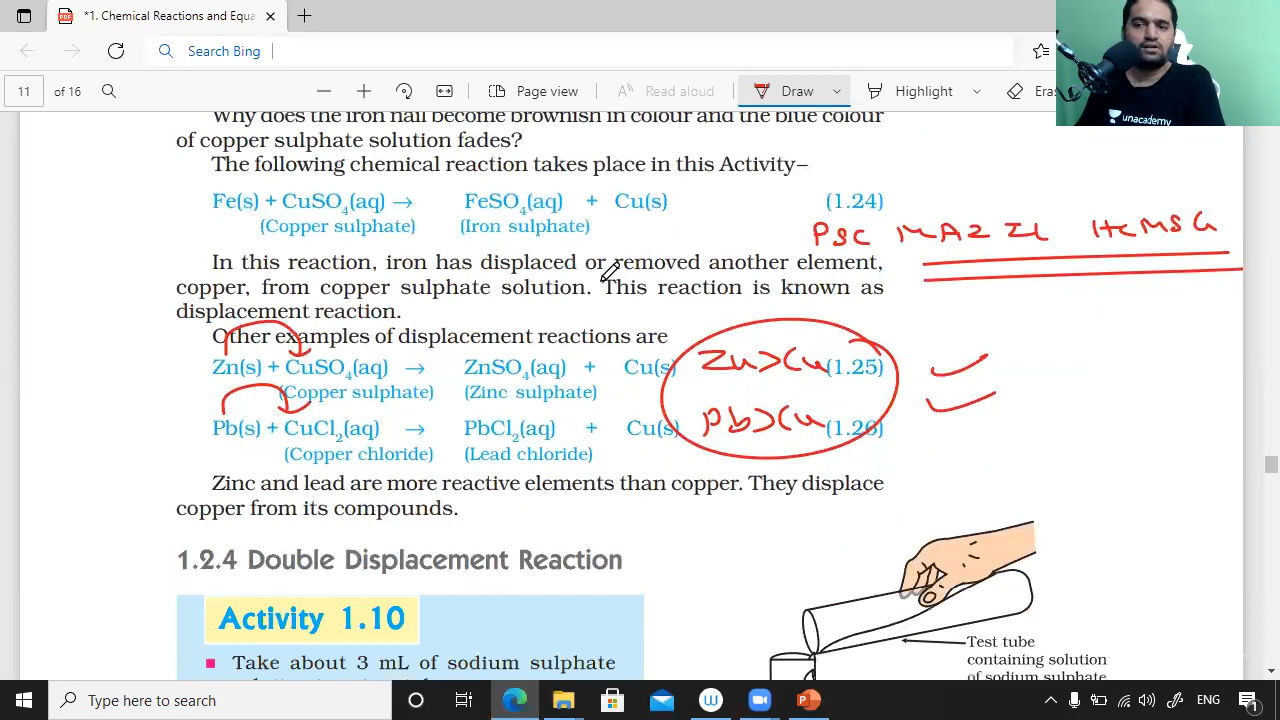 *1. Chemical Reactions and Equa
Search Bing
11 of 16
Page view
Read aloud
Draw
Highlight
Eras
unacademy
Why does the iron nail become brownish in colour and the blue colour
of copper sulphate solution fades?
The following chemical reaction takes place in this Activity–
Fe(s) + CuSO₄(aq) → FeSO₄(aq) + Cu(s) (1.24)
(Copper sulphate) (Iron sulphate)
PSC MAZ ZL HCMSG
In this reaction, iron has displaced or removed another element,
copper, from copper sulphate solution. This reaction is known as
displacement reaction.
Other examples of displacement reactions are
Zn(s) + CuSO₄(aq) → ZnSO₄(aq) + Cu(s) Zn>Cu (1.25)
(Copper sulphate) (Zinc sulphate)
Pb(s) + CuCl₂(aq) → PbCl₂(aq) + Cu(s) Pb>Cu (1.26)
(Copper chloride) (Lead chloride)
Zinc and lead are more reactive elements than copper. They displace
copper from its compounds.
1.2.4 Double Displacement Reaction
Activity 1.10
Take about 3 mL of sodium sulphate
Test tube
containing solution
of sodium sulphate
Type here to search
ENG